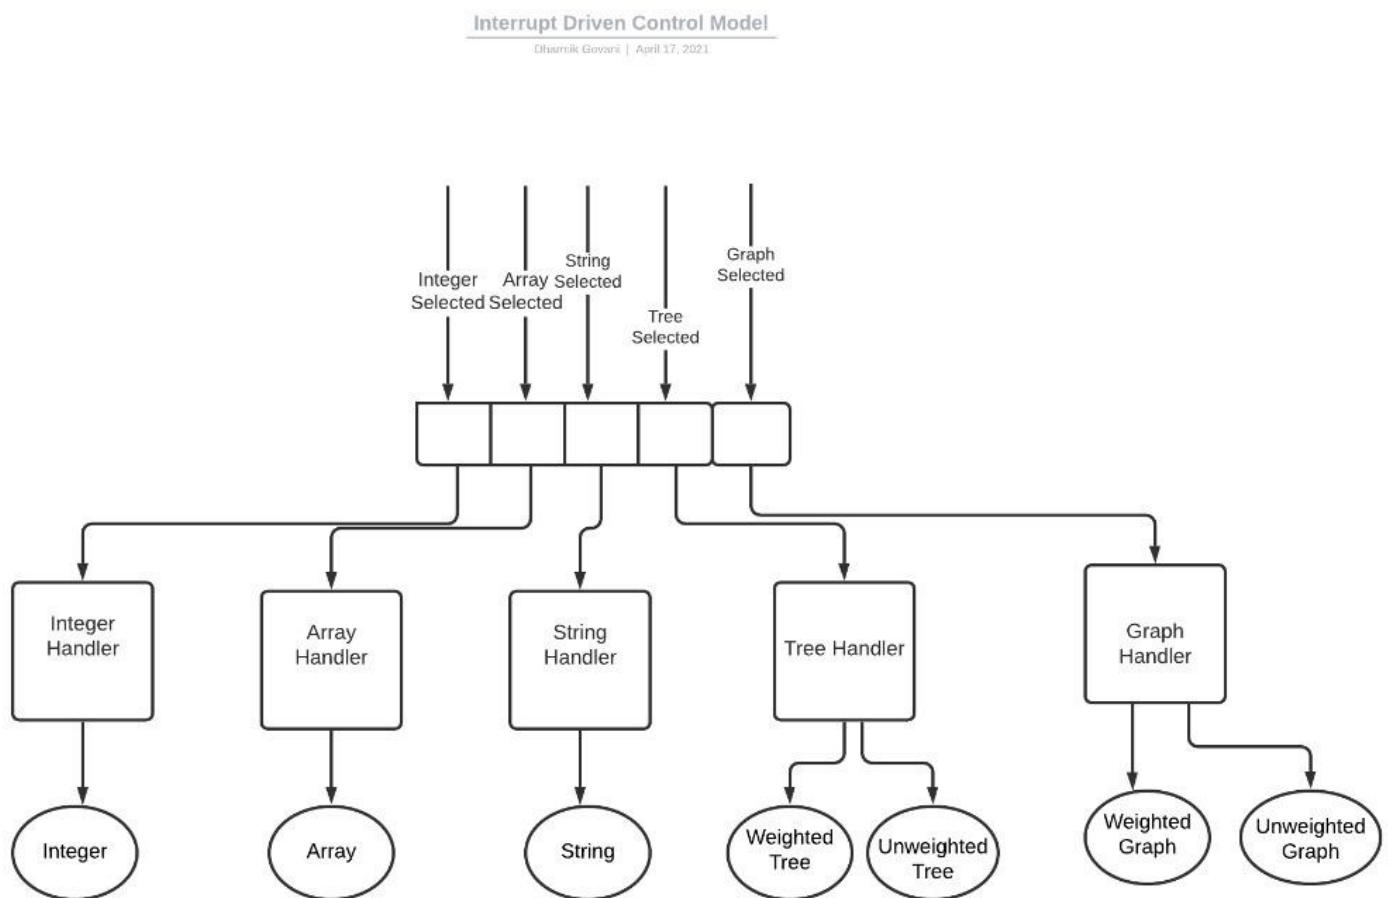 Interrupt Driven Control Model
Dharmik Govani | April 17, 2021
Integer
Selected
Array
Selected
String
Selected
Tree
Selected
Graph
Selected
Integer
Handler
Array
Handler
String
Handler
Tree Handler
Graph
Handler
Integer
Array
String
Weighted
Tree
Unweighted
Tree
Weighted
Graph
Unweighted
Graph